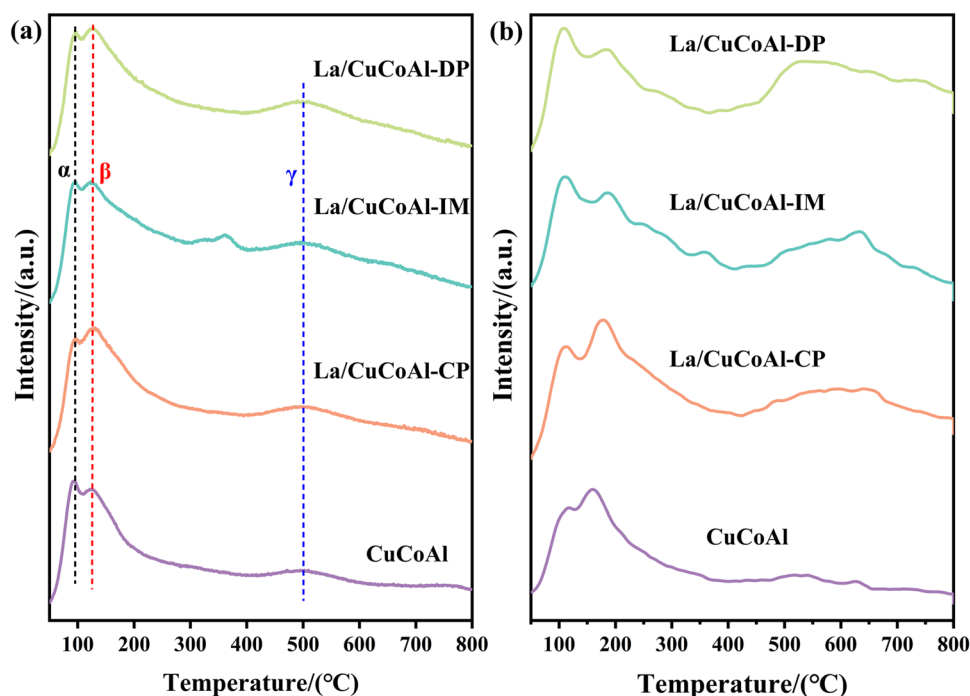 (a)
La/CuCoAl-DP
α
β
γ
La/CuCoAl-IM
La/CuCoAl-CP
CuCoAl
Intensity/(a.u.)
100 200 300 400 500 600 700 800
Temperature/(℃)
(b)
La/CuCoAl-DP
La/CuCoAl-IM
La/CuCoAl-CP
CuCoAl
Intensity/(a.u.)
100 200 300 400 500 600 700 800
Temperature/(℃)